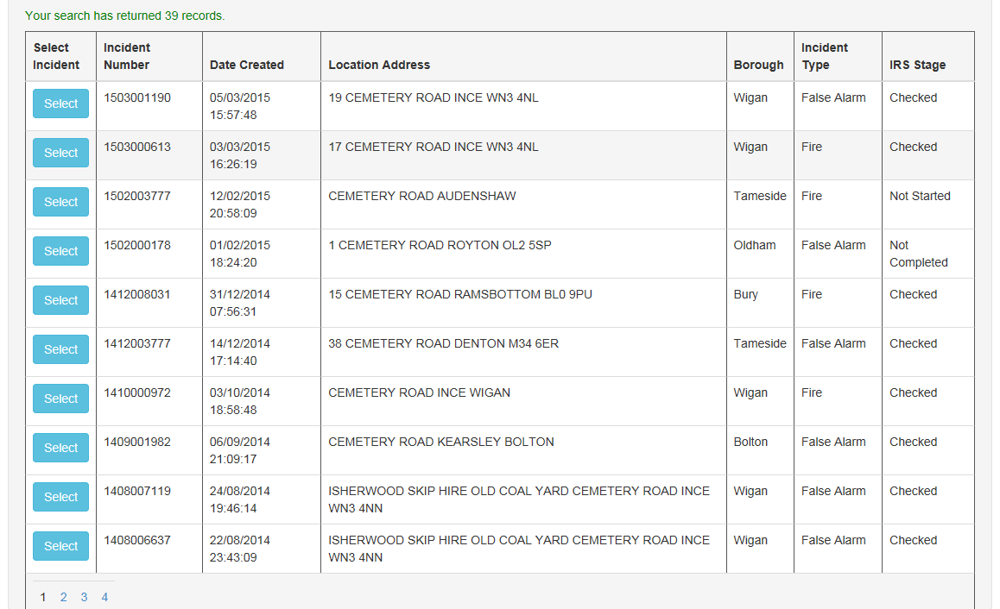 Your search has returned 39 records.
Select Incident Incident Number Date Created Location Address Borough Incident Type IRS Stage
Select 1503001190 05/03/2015 15:57:48 19 CEMETERY ROAD INCE WN3 4NL Wigan False Alarm Checked
Select 1503000613 03/03/2015 16:26:19 17 CEMETERY ROAD INCE WN3 4NL Wigan Fire Checked
Select 1502003777 12/02/2015 20:58:09 CEMETERY ROAD AUDENSHAW Tameside Fire Not Started
Select 1502000178 01/02/2015 18:24:20 1 CEMETERY ROAD ROYTON OL2 5SP Oldham False Alarm Not Completed
Select 1412008031 31/12/2014 07:56:31 15 CEMETERY ROAD RAMSBOTTOM BL0 9PU Bury Fire Checked
Select 1412003777 14/12/2014 17:14:40 38 CEMETERY ROAD DENTON M34 6ER Tameside False Alarm Checked
Select 1410000972 03/10/2014 18:58:48 CEMETERY ROAD INCE WIGAN Wigan Fire Checked
Select 1409001982 06/09/2014 21:09:17 CEMETERY ROAD KEARSLEY BOLTON Bolton False Alarm Checked
Select 1408007119 24/08/2014 19:46:14 ISHERWOOD SKIP HIRE OLD COAL YARD CEMETERY ROAD INCE WN3 4NN Wigan False Alarm Checked
Select 1408006637 22/08/2014 23:43:09 ISHERWOOD SKIP HIRE OLD COAL YARD CEMETERY ROAD INCE WN3 4NN Wigan False Alarm Checked
1 2 3 4